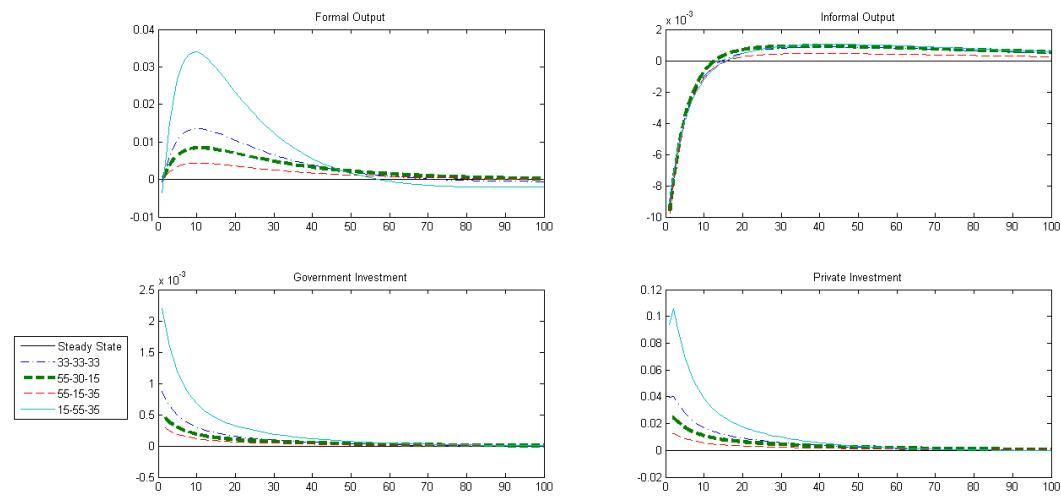 Formal Output
0.04
0.03
0.02
0.01
0
-0.01
0 10 20 30 40 50 60 70 80 90 100
Informal Output
x 10^-3
2
0
-2
-4
-6
-8
-10
0 10 20 30 40 50 60 70 80 90 100
Government Investment
x 10^-3
2.5
2
1.5
1
0.5
0
-0.5
0 10 20 30 40 50 60 70 80 90 100
Private Investment
0.12
0.1
0.08
0.06
0.04
0.02
0
-0.02
0 10 20 30 40 50 60 70 80 90 100
Steady State
33-33-33
55-30-15
55-15-35
15-55-35